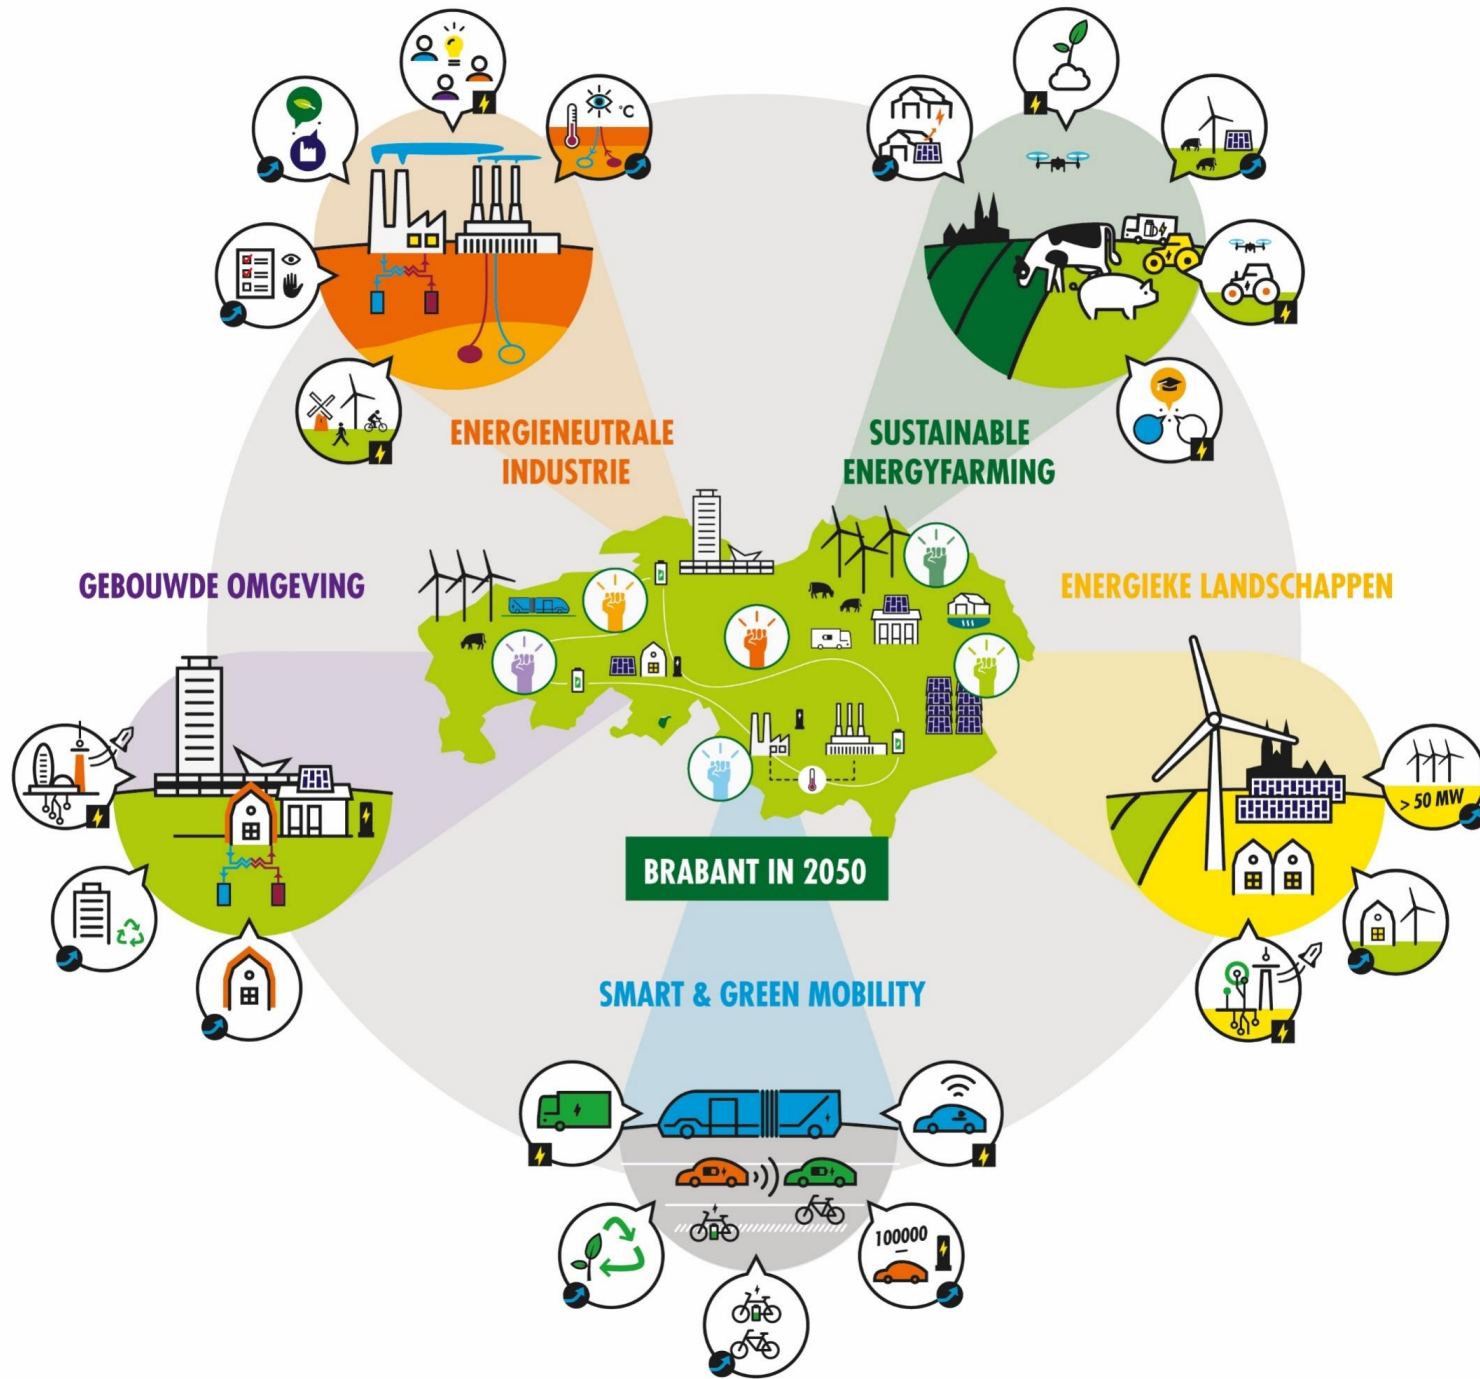 °C
ENERGIENEUTRALE
INDUSTRIE
SUSTAINABLE
ENERGYFARMING
GEBOUWDE OMGEVING
ENERGIEKE LANDSCHAPPEN
> 50 MW
BRABANT IN 2050
SMART & GREEN MOBILITY
100000